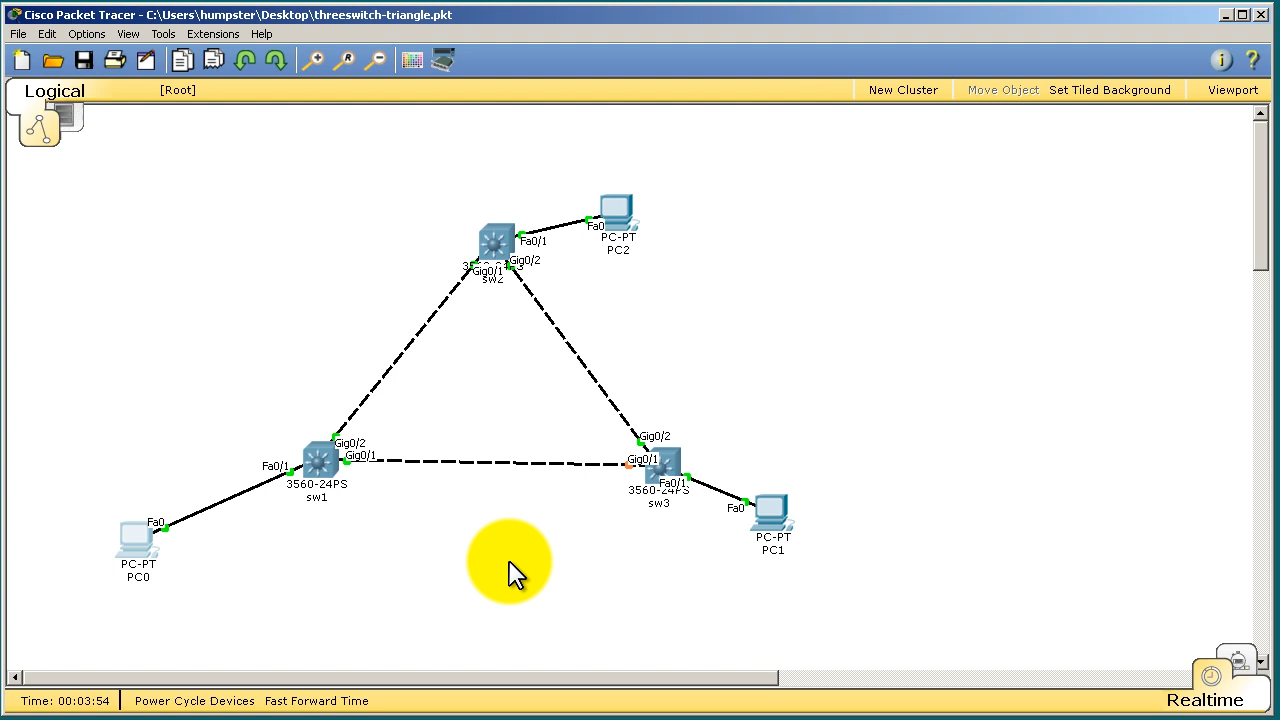 Cisco Packet Tracer - C:\Users\humpster\Desktop\threeswitch-triangle.pkt
File Edit Options View Tools Extensions Help
Logical [Root] New Cluster Move Object Set Tiled Background Viewport
Fa0/1
Fa0
PC-PT
PC2
Gig0/2
Gig0/1
sw2
Gig0/2
Gig0/1
Fa0/1
3560-24PS
sw1
Gig0/2
Gig0/1
Fa0/1
3560-24PS
sw3
Fa0
PC-PT
PC1
Fa0
PC-PT
PC0
Realtime
Time: 00:03:54 Power Cycle Devices Fast Forward Time